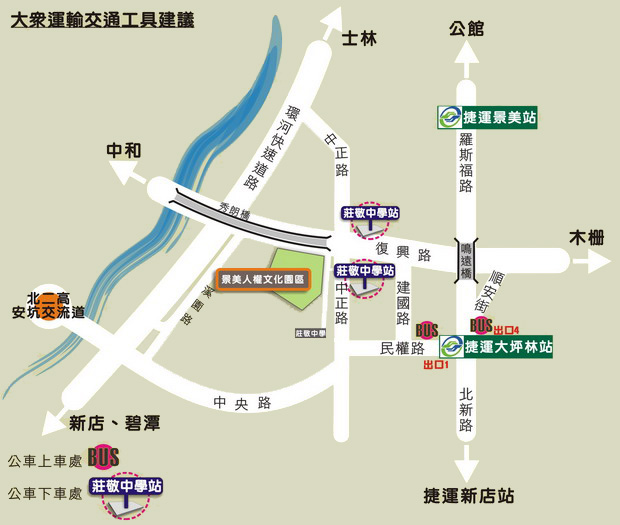 大眾運輸交通工具建議
士林
公館
捷運景美站
環河快速道路
中正路
羅斯福路
中和
秀朗橋
莊敬中學站
復興路
鳴遠橋
木柵
景美人權文化園區
莊敬中學站
溪園路
中正路
建國路
順安街
北二高
安坑交流道
莊敬中學
BUS
BUS 出口4
民權路
捷運大坪林站
出口1
中央路
北新路
新店、碧潭
公車上車處 BUS
公車下車處 莊敬中學站
捷運新店站